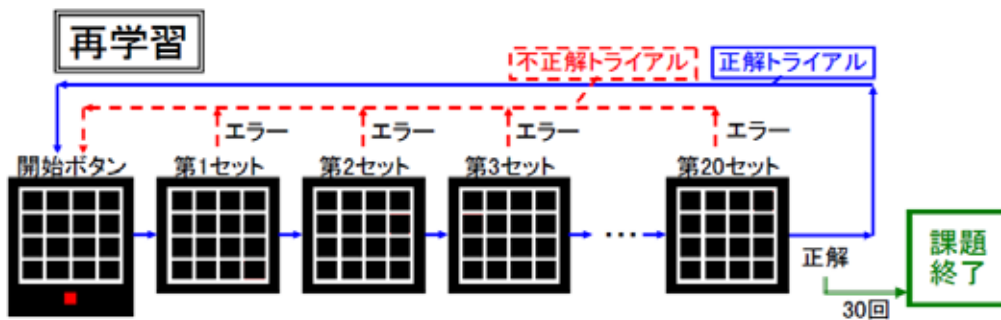 再学習
不正解トライアル
正解トライアル
エラー
エラー
エラー
エラー
開始ボタン
第1セット
第2セット
第3セット
第20セット
…
正解
30回
課題
終了